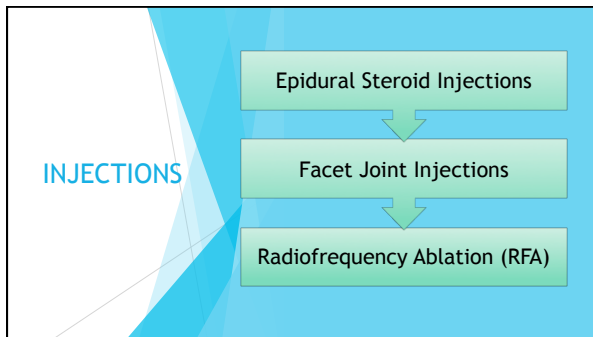 INJECTIONS
Epidural Steroid Injections
Facet Joint Injections
Radiofrequency Ablation (RFA)